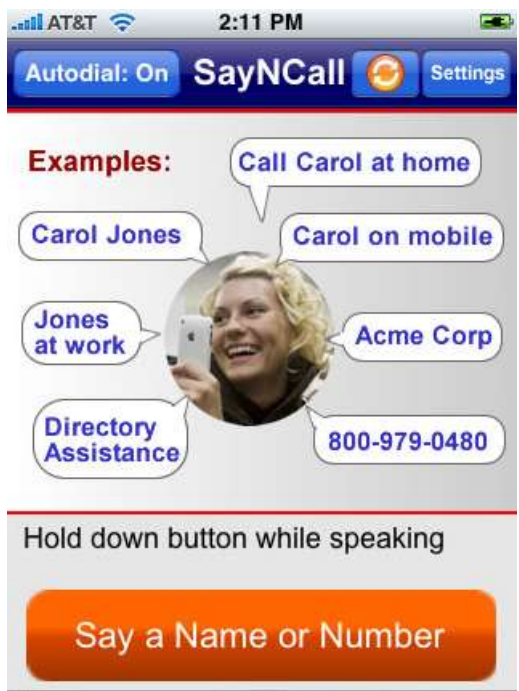 AT&T 2:11 PM
Autodial: On SayNCall Settings
Examples:
Call Carol at home
Carol Jones
Carol on mobile
Jones
at work
Acme Corp
Directory
Assistance
800-979-0480
Hold down button while speaking
Say a Name or Number